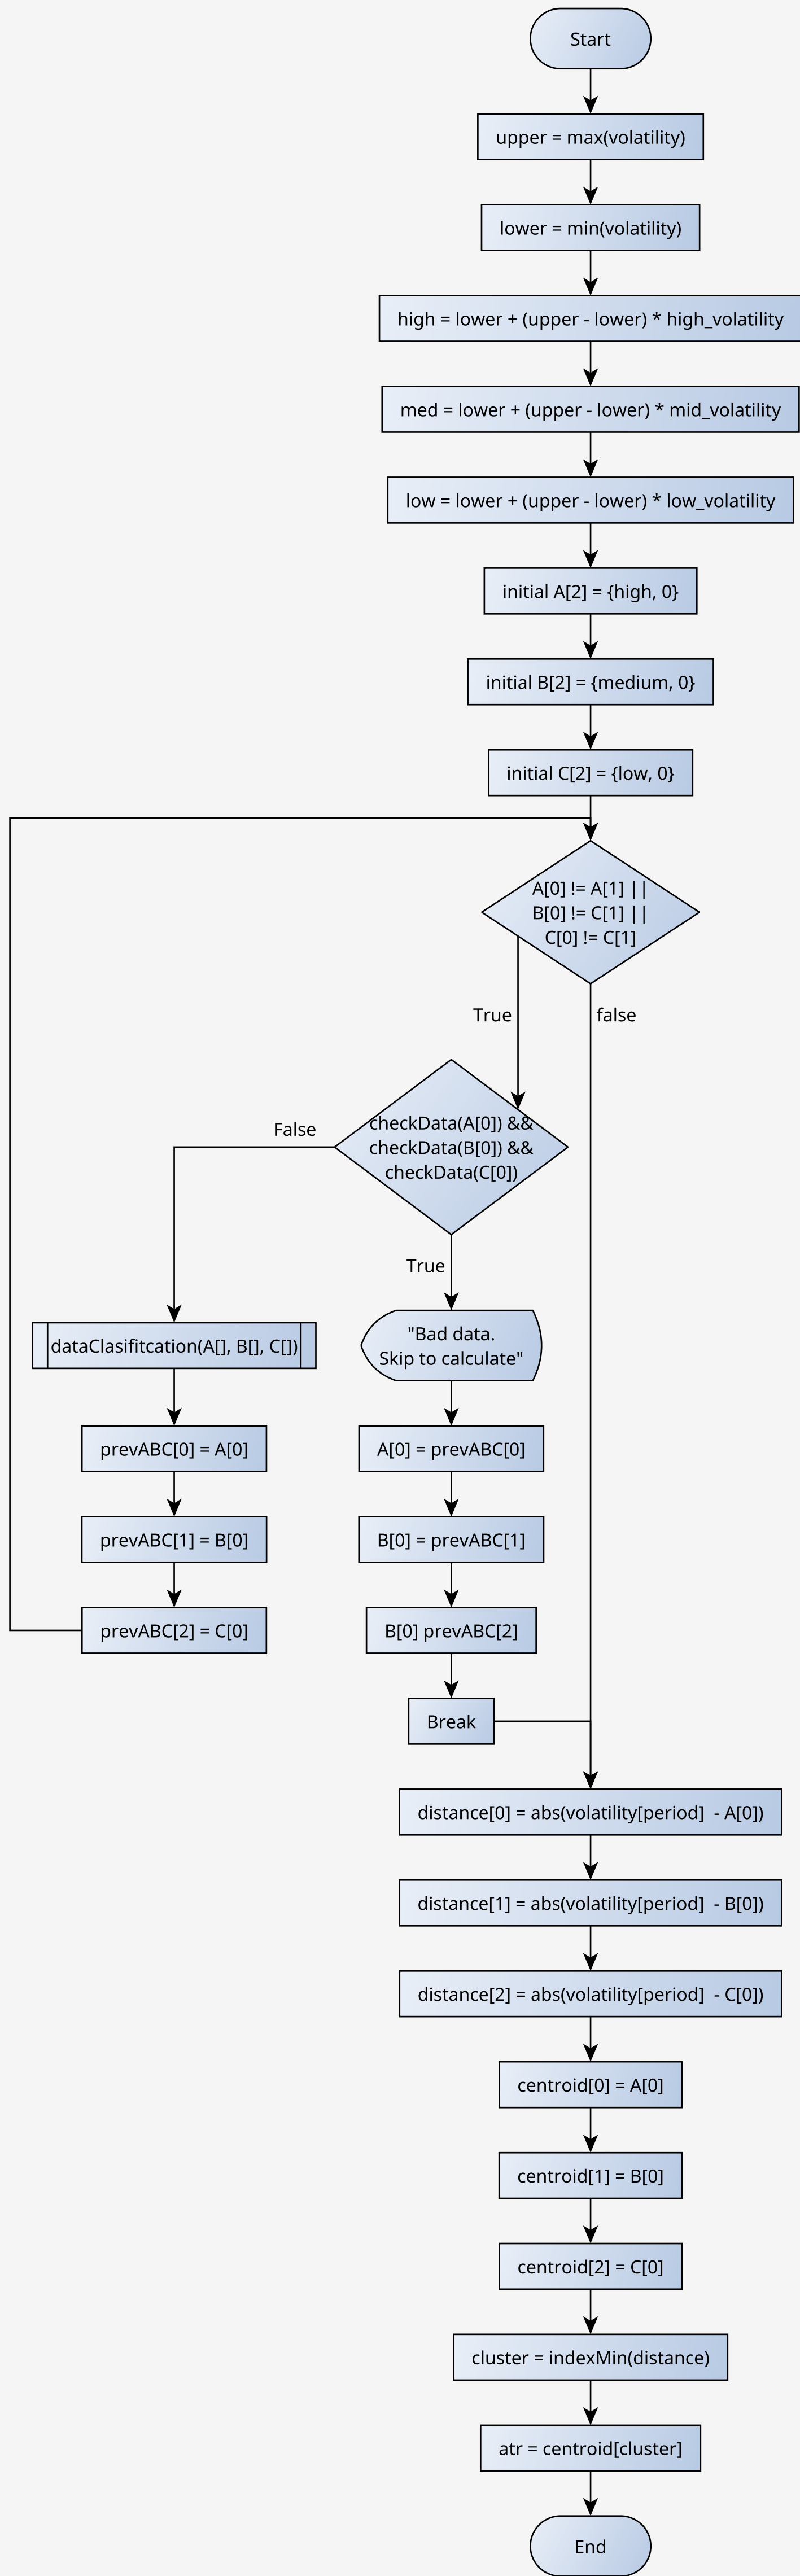 Start
upper = max(volatility)
lower = min(volatility)
high = lower + (upper - lower) * high_volatility
med = lower + (upper - lower) * mid_volatility
low = lower + (upper - lower) * low_volatility
initial A[2] = {high, 0}
initial B[2] = {medium, 0}
initial C[2] = {low, 0}
A[0] != A[1] ||
B[0] != C[1] ||
C[0] != C[1]
True
false
checkData(A[0]) &&
checkData(B[0]) &&
checkData(C[0])
False
True
dataClasifitcation(A[], B[], C[])
prevABC[0] = A[0]
prevABC[1] = B[0]
prevABC[2] = C[0]
"Bad data.
Skip to calculate"
A[0] = prevABC[0]
B[0] = prevABC[1]
B[0] prevABC[2]
Break
distance[0] = abs(volatility[period]  - A[0])
distance[1] = abs(volatility[period]  - B[0])
distance[2] = abs(volatility[period]  - C[0])
centroid[0] = A[0]
centroid[1] = B[0]
centroid[2] = C[0]
cluster = indexMin(distance)
atr = centroid[cluster]
End